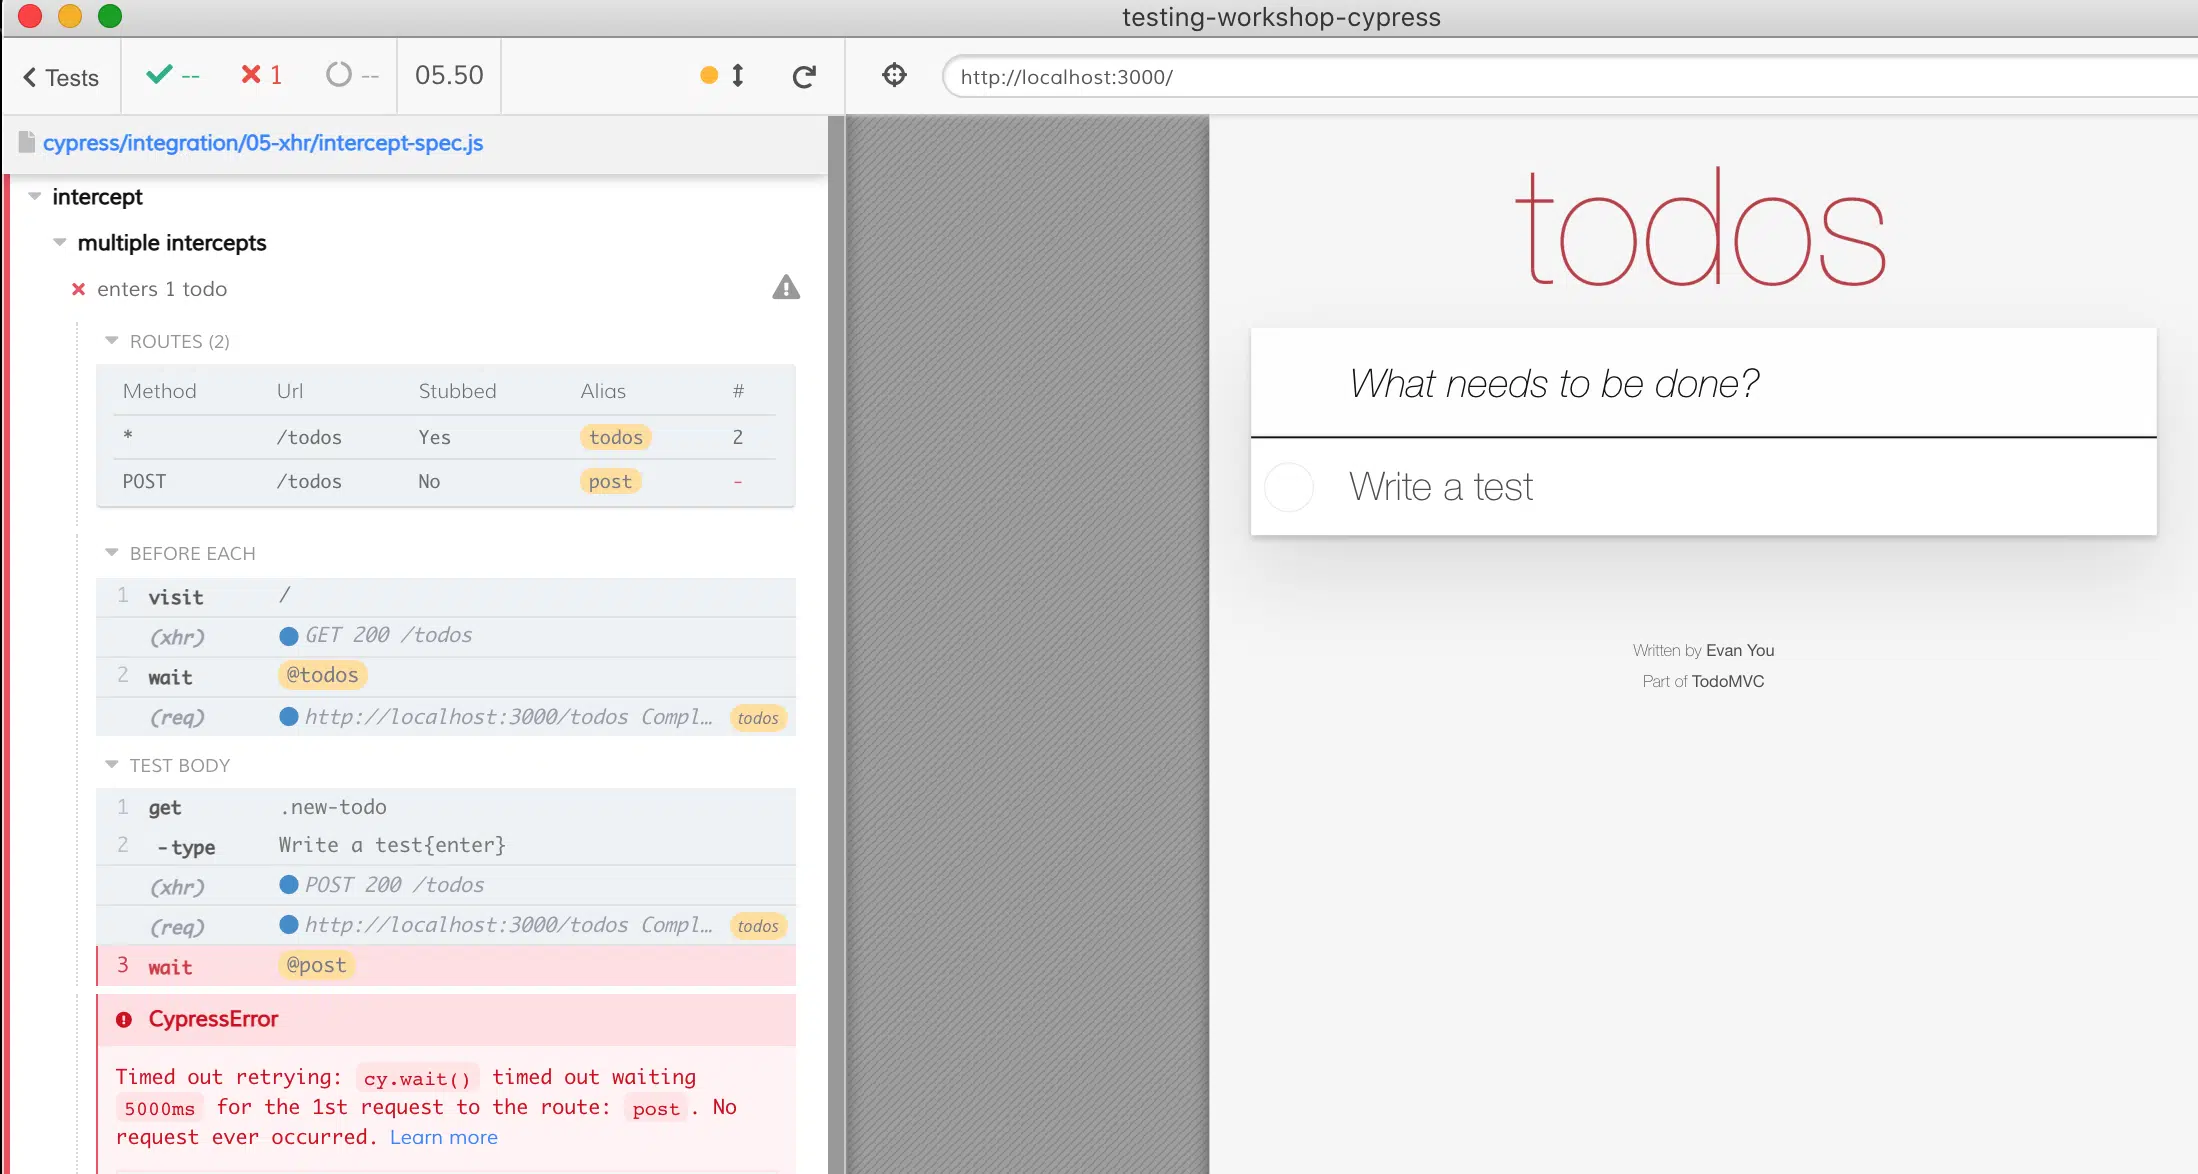 testing-workshop-cypress
Tests -- 1 -- 05.50 http://localhost:3000/
cypress/integration/05-xhr/intercept-spec.js
intercept
multiple intercepts
enters 1 todo
ROUTES (2)
Method Url Stubbed Alias #
* /todos Yes todos 2
POST /todos No post -
BEFORE EACH
1 visit /
(xhr) GET 200 /todos
2 wait @todos
(req) http://localhost:3000/todos Compl… todos
TEST BODY
1 get .new-todo
2 -type Write a test{enter}
(xhr) POST 200 /todos
(req) http://localhost:3000/todos Compl… todos
3 wait @post
CypressError
Timed out retrying: cy.wait() timed out waiting
5000ms for the 1st request to the route: post. No
request ever occurred. Learn more
todos
What needs to be done?
Write a test
Written by Evan You
Part of TodoMVC